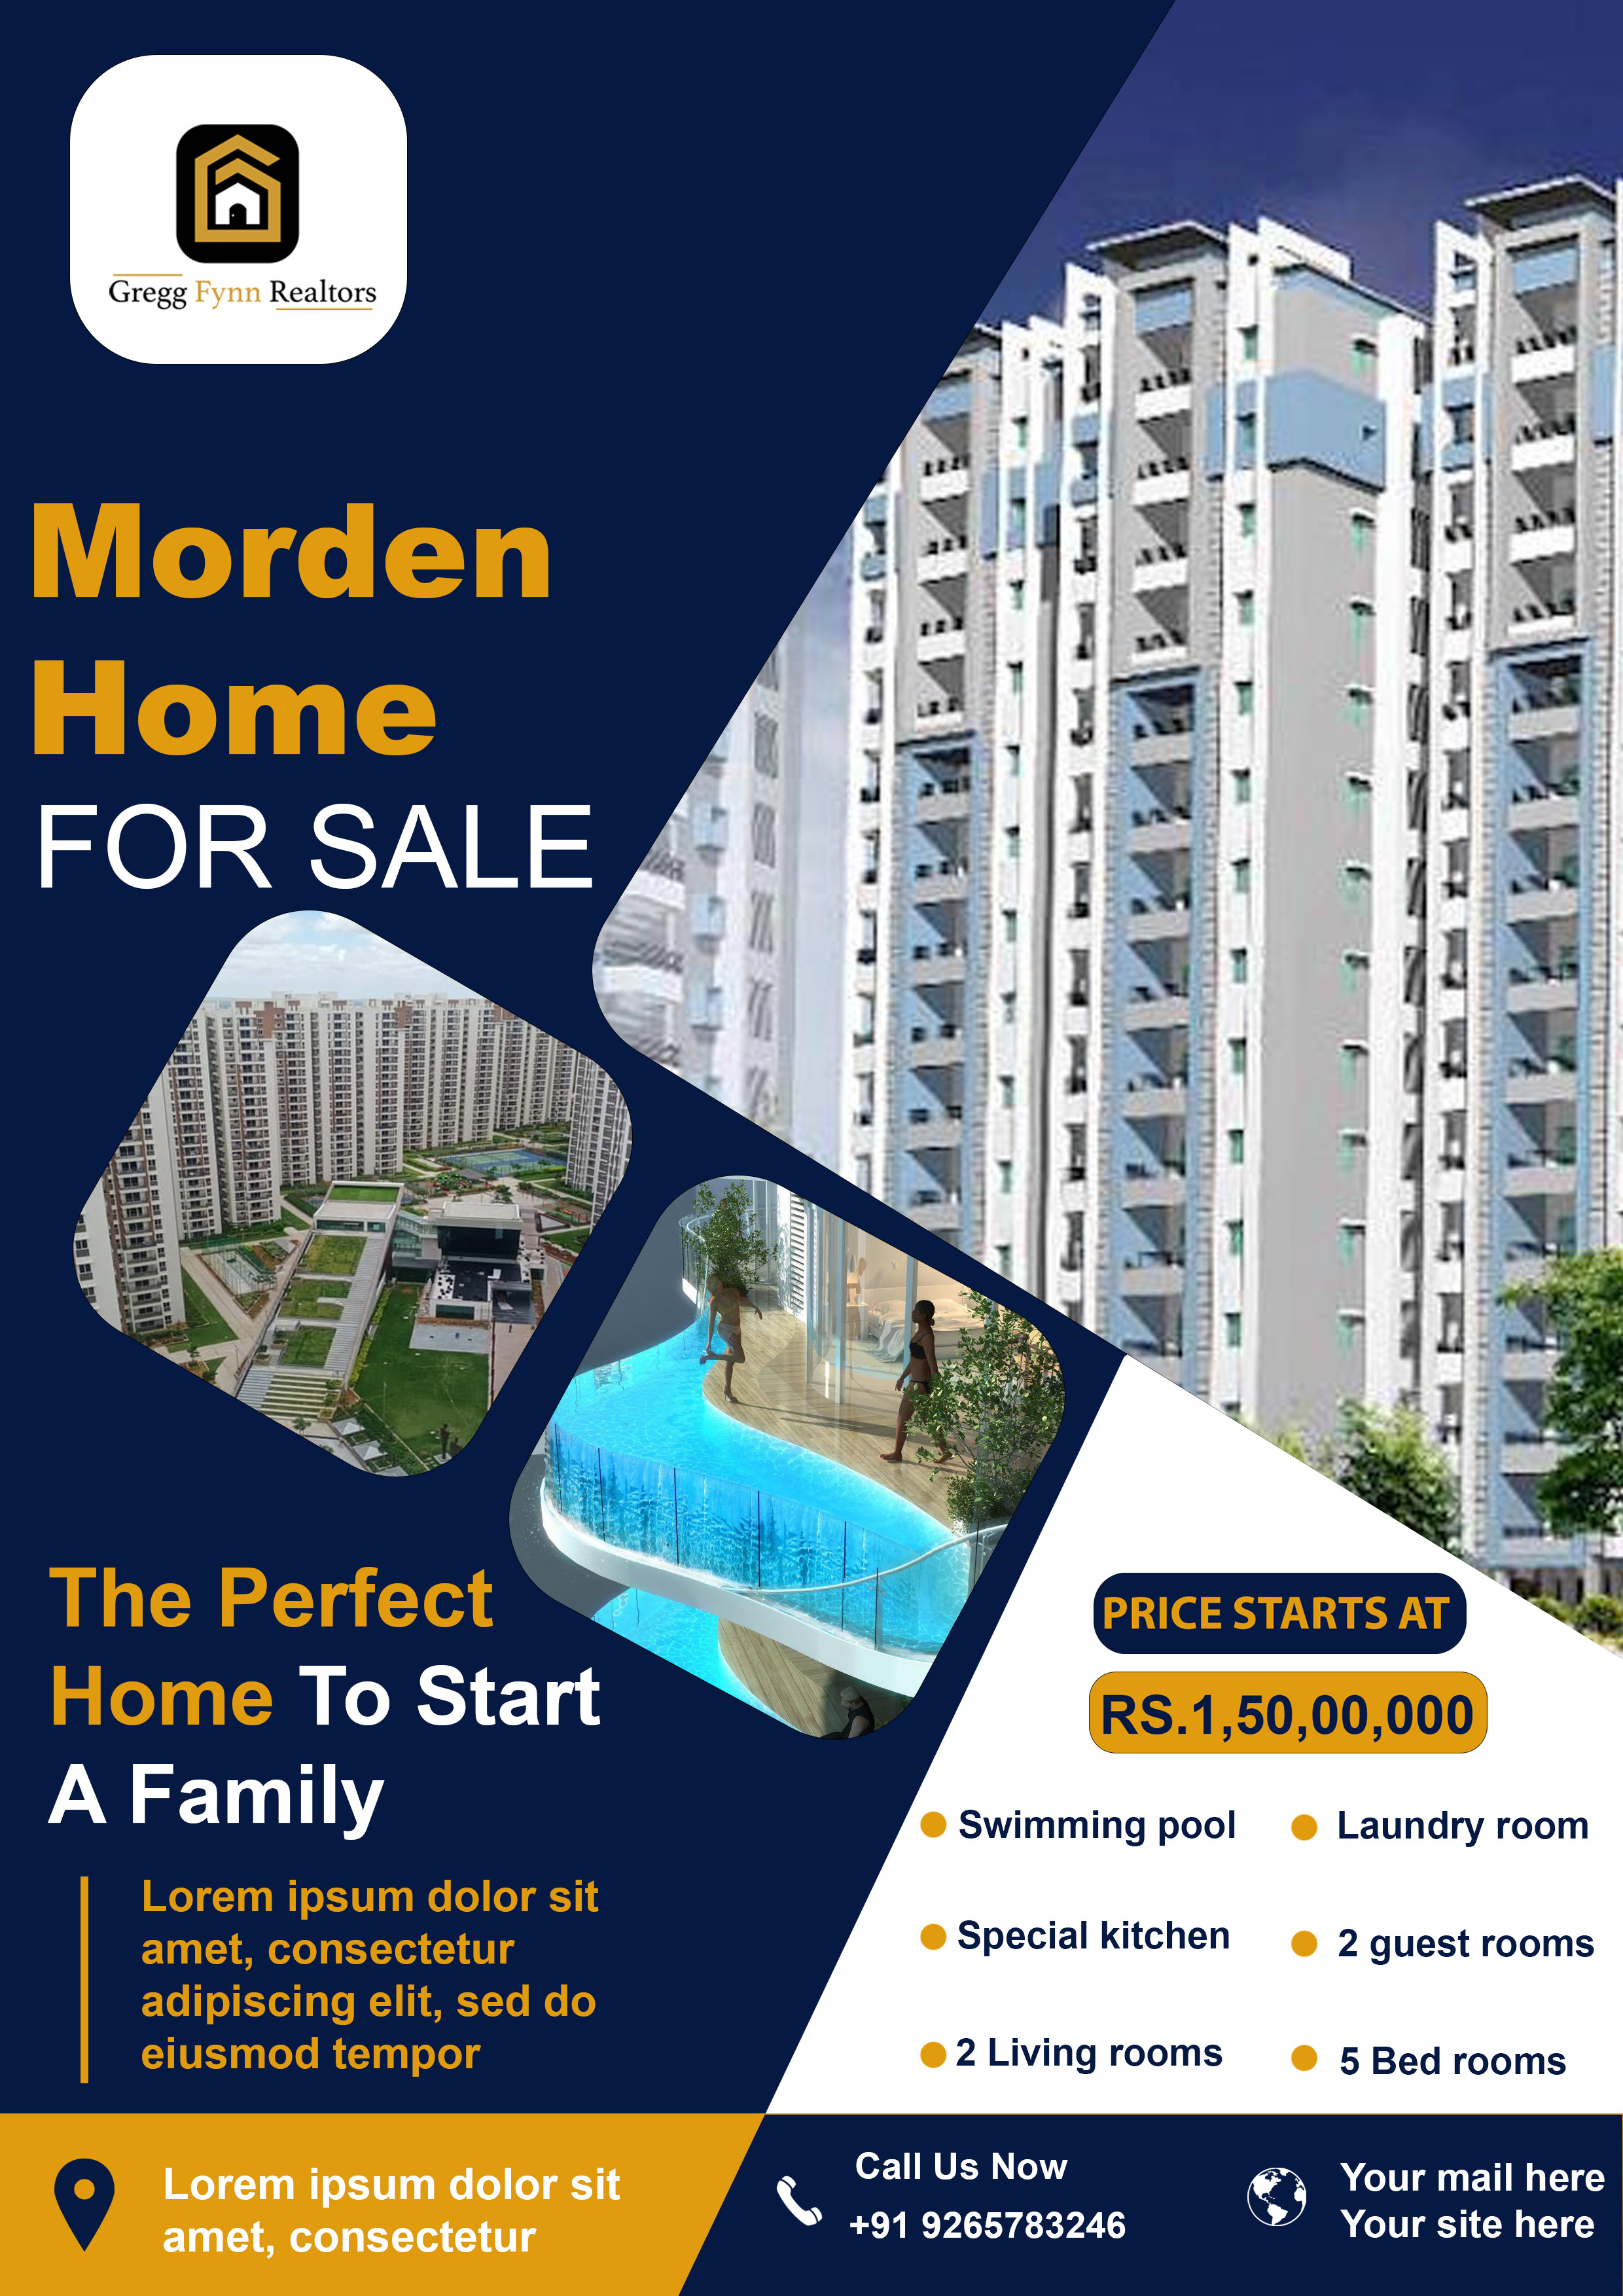 Gregg Fynn Realtors
Morden
Home
FOR SALE
The Perfect
Home To Start
A Family
Lorem ipsum dolor sit
amet, consectetur
adipiscing elit, sed do
eiusmod tempor
PRICE STARTS AT
RS.1,50,00,000
Swimming pool
Laundry room
Special kitchen
2 guest rooms
2 Living rooms
5 Bed rooms
Lorem ipsum dolor sit
amet, consectetur
Call Us Now
+91 9265783246
Your mail here
Your site here